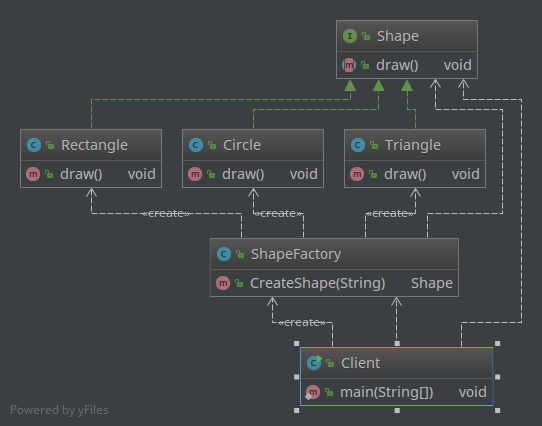 Shape
draw() void
Rectangle
draw() void
Circle
draw() void
Triangle
draw() void
«create»
«create»
«create»
ShapeFactory
CreateShape(String) Shape
«create»
Client
main(String[]) void
Powered by yFiles